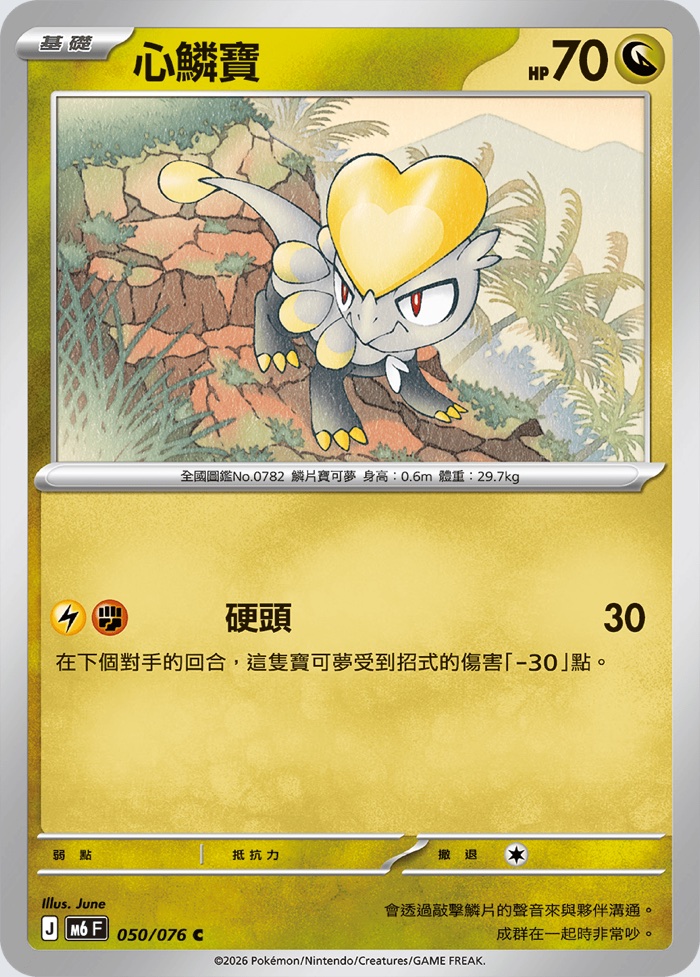 基礎
心鱗寶
HP70
全國圖鑑No.0782 鱗片寶可夢 身高：0.6m 體重：29.7kg
硬頭 30
在下個對手的回合，這隻寶可夢受到招式的傷害「-30」點。
弱點 抵抗力 撤退
Illus. June
會透過敲擊鱗片的聲音來與夥伴溝通。
成群在一起時非常吵。
J M6 F 050/076 C
©2026 Pokémon/Nintendo/Creatures/GAME FREAK.